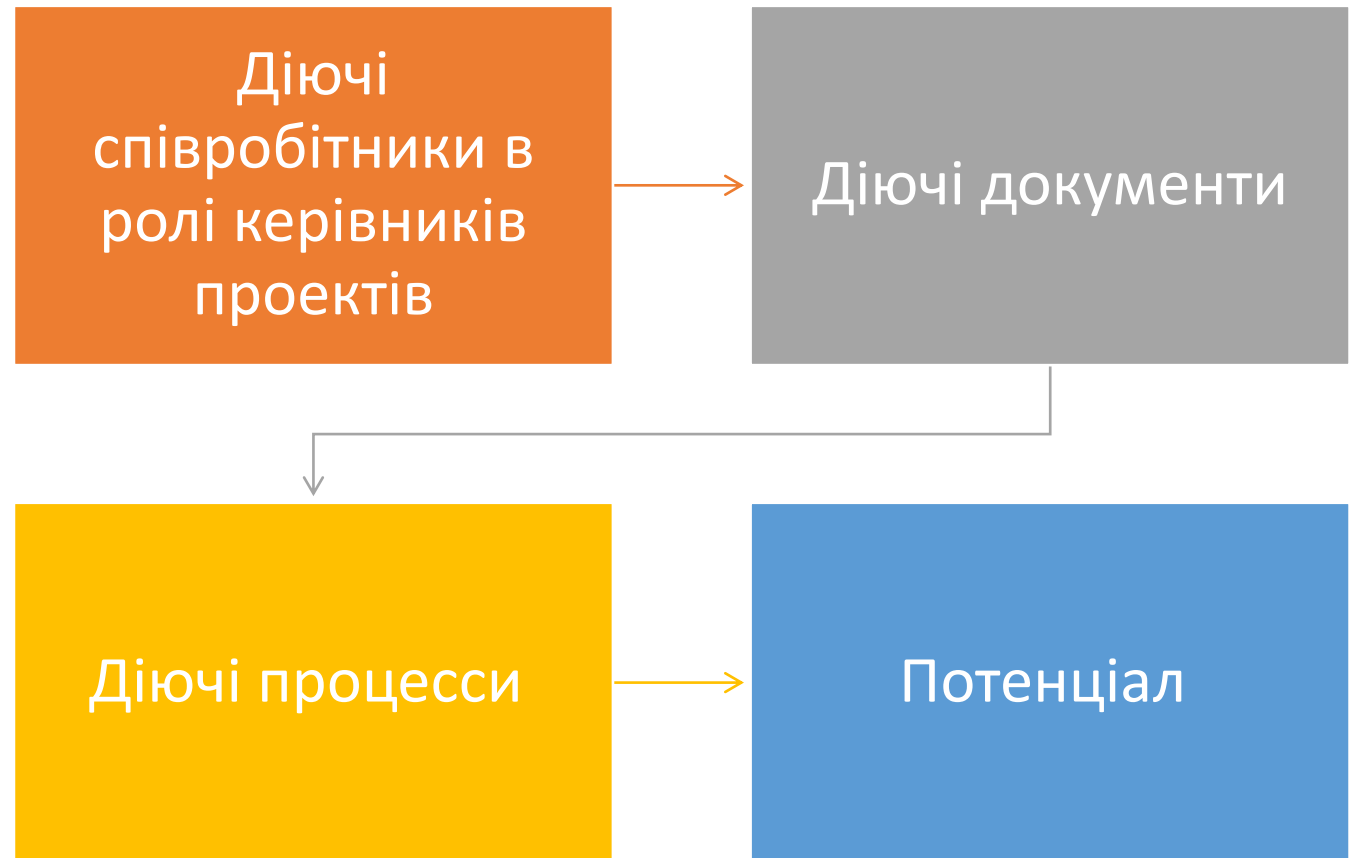 Діючі
співробітники в
ролі керівників
проектів
Діючі документи
Діючі процесси
Потенціал